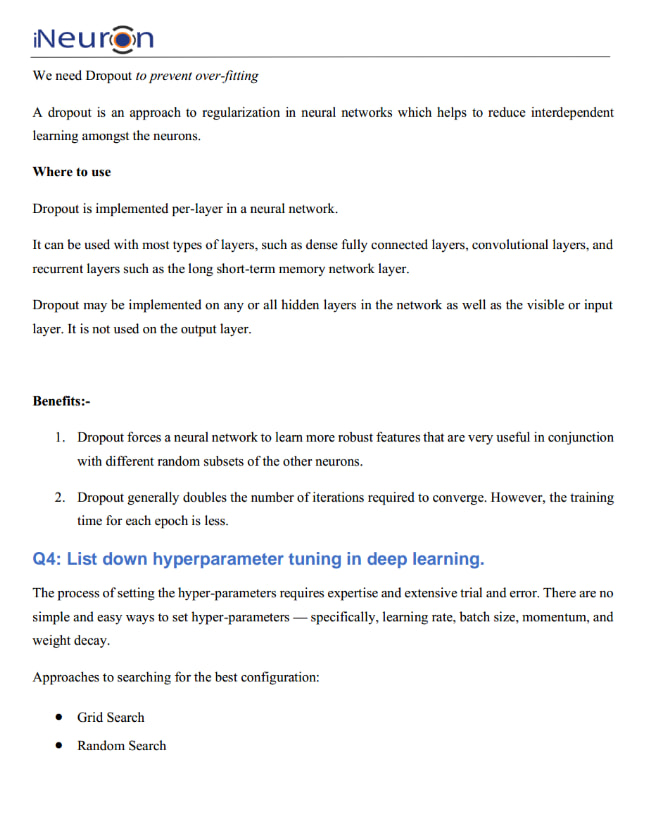 iNeuron
We need Dropout to prevent over-fitting
A dropout is an approach to regularization in neural networks which helps to reduce interdependent
learning amongst the neurons.
Where to use
Dropout is implemented per-layer in a neural network.
It can be used with most types of layers, such as dense fully connected layers, convolutional layers, and
recurrent layers such as the long short-term memory network layer.
Dropout may be implemented on any or all hidden layers in the network as well as the visible or input
layer. It is not used on the output layer.
Benefits:-
1. Dropout forces a neural network to learn more robust features that are very useful in conjunction
with different random subsets of the other neurons.
2. Dropout generally doubles the number of iterations required to converge. However, the training
time for each epoch is less.
Q4: List down hyperparameter tuning in deep learning.
The process of setting the hyper-parameters requires expertise and extensive trial and error. There are no
simple and easy ways to set hyper-parameters — specifically, learning rate, batch size, momentum, and
weight decay.
Approaches to searching for the best configuration:
● Grid Search
● Random Search